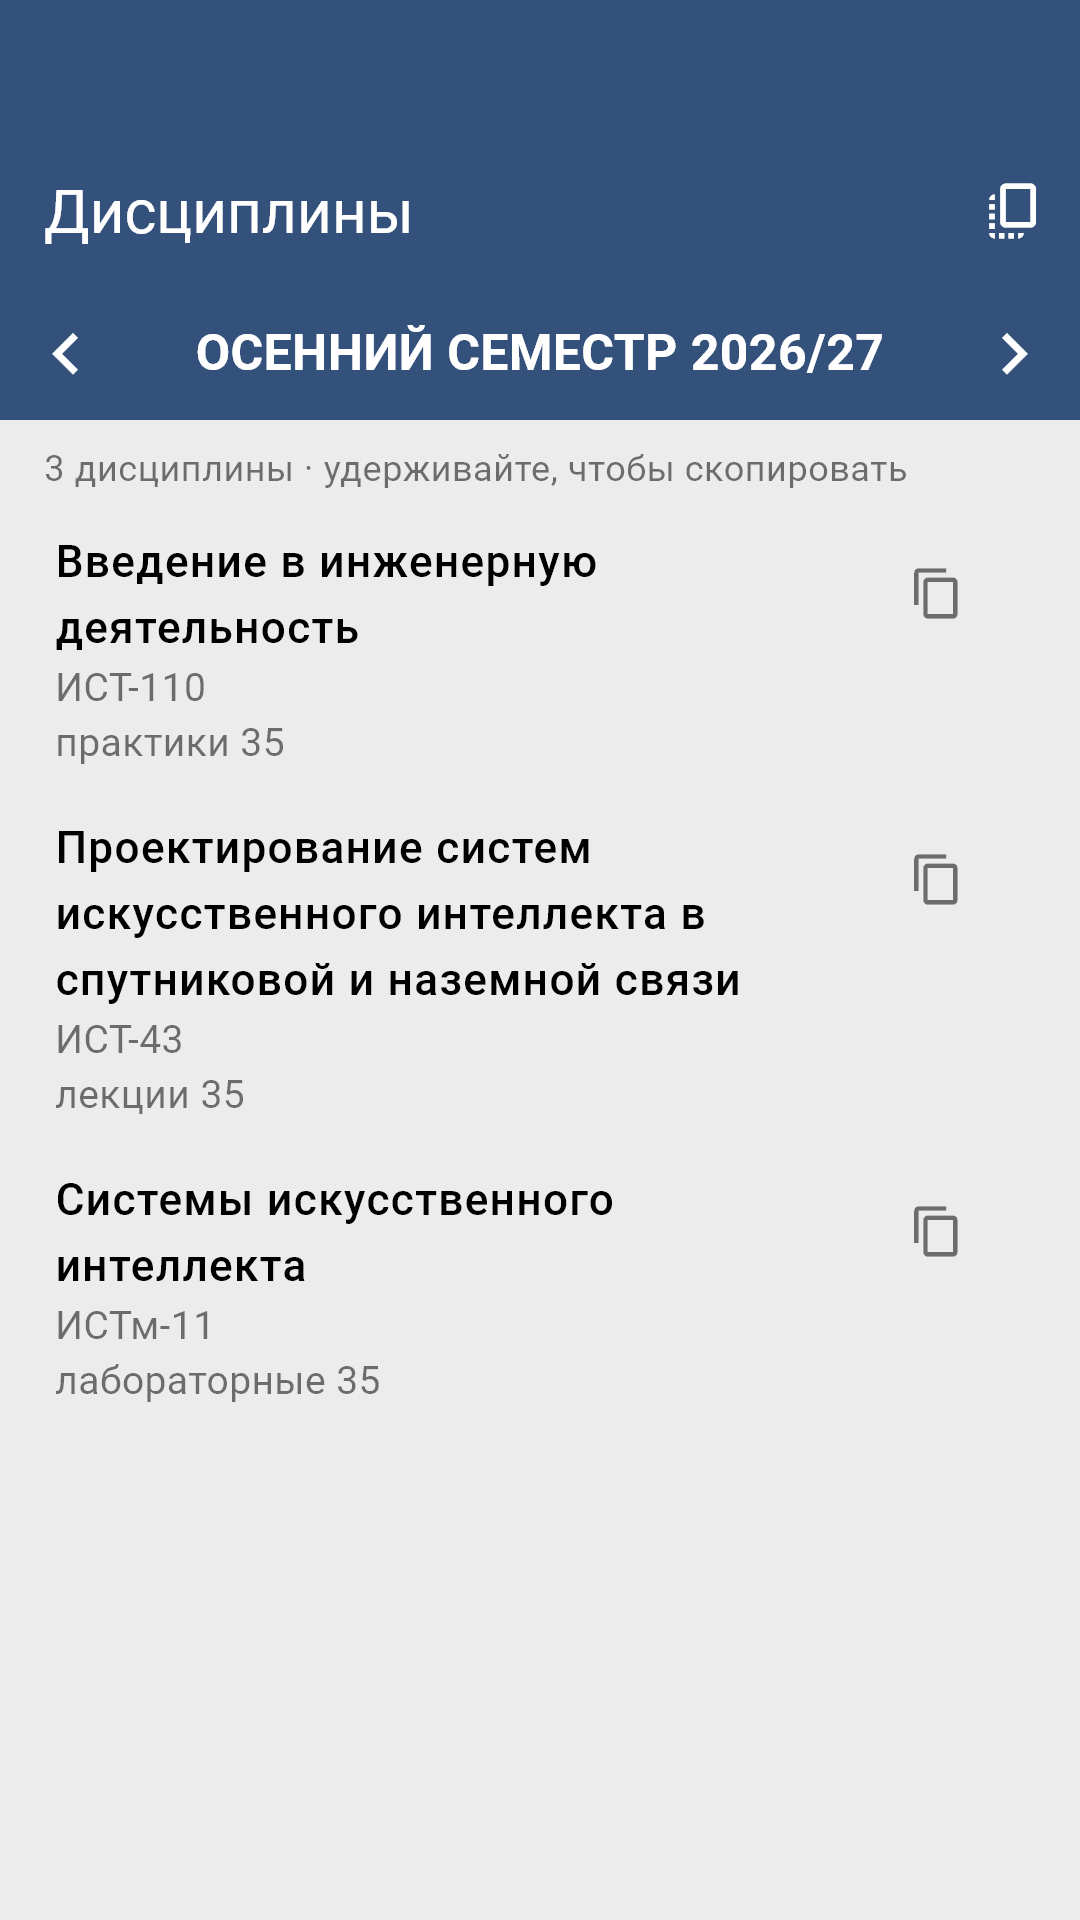 Дисциплины
ОСЕННИЙ СЕМЕСТР 2026/27
3 дисциплины · удерживайте, чтобы скопировать
Введение в инженерную
деятельность
ИСТ-110
практики 35
Проектирование систем
искусственного интеллекта в
спутниковой и наземной связи
ИСТ-43
лекции 35
Системы искусственного
интеллекта
ИСТм-11
лабораторные 35